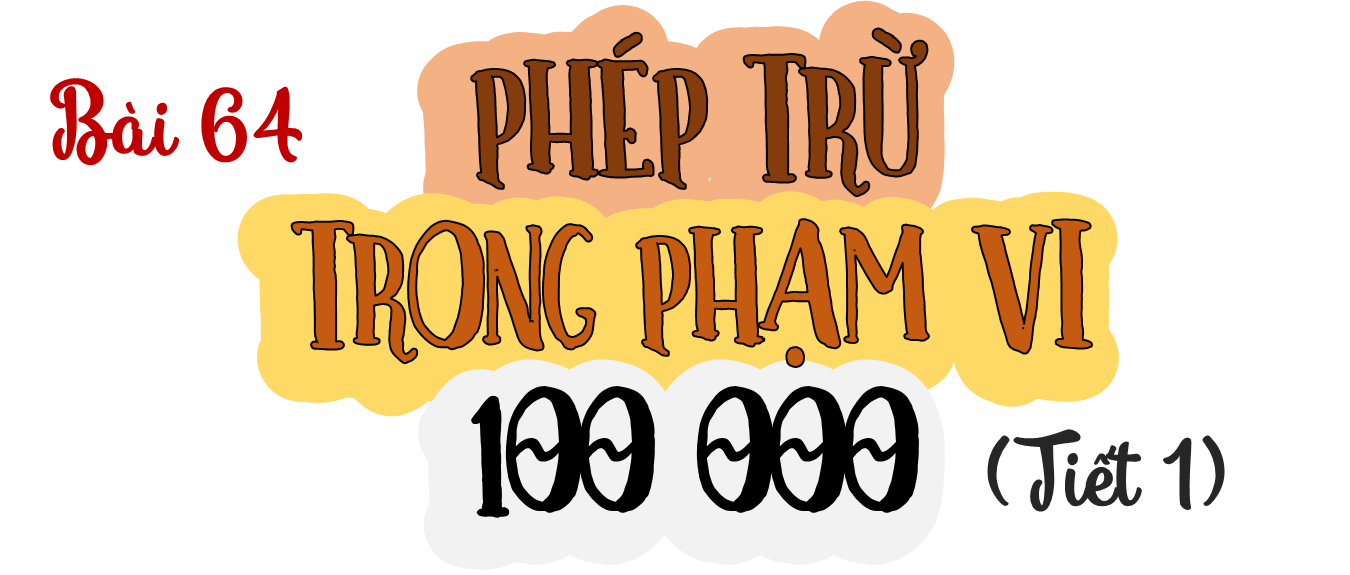 Bài 64
PHÉP TRỪ
TRONG PHẠM VI
100 000
(Tiết 1)